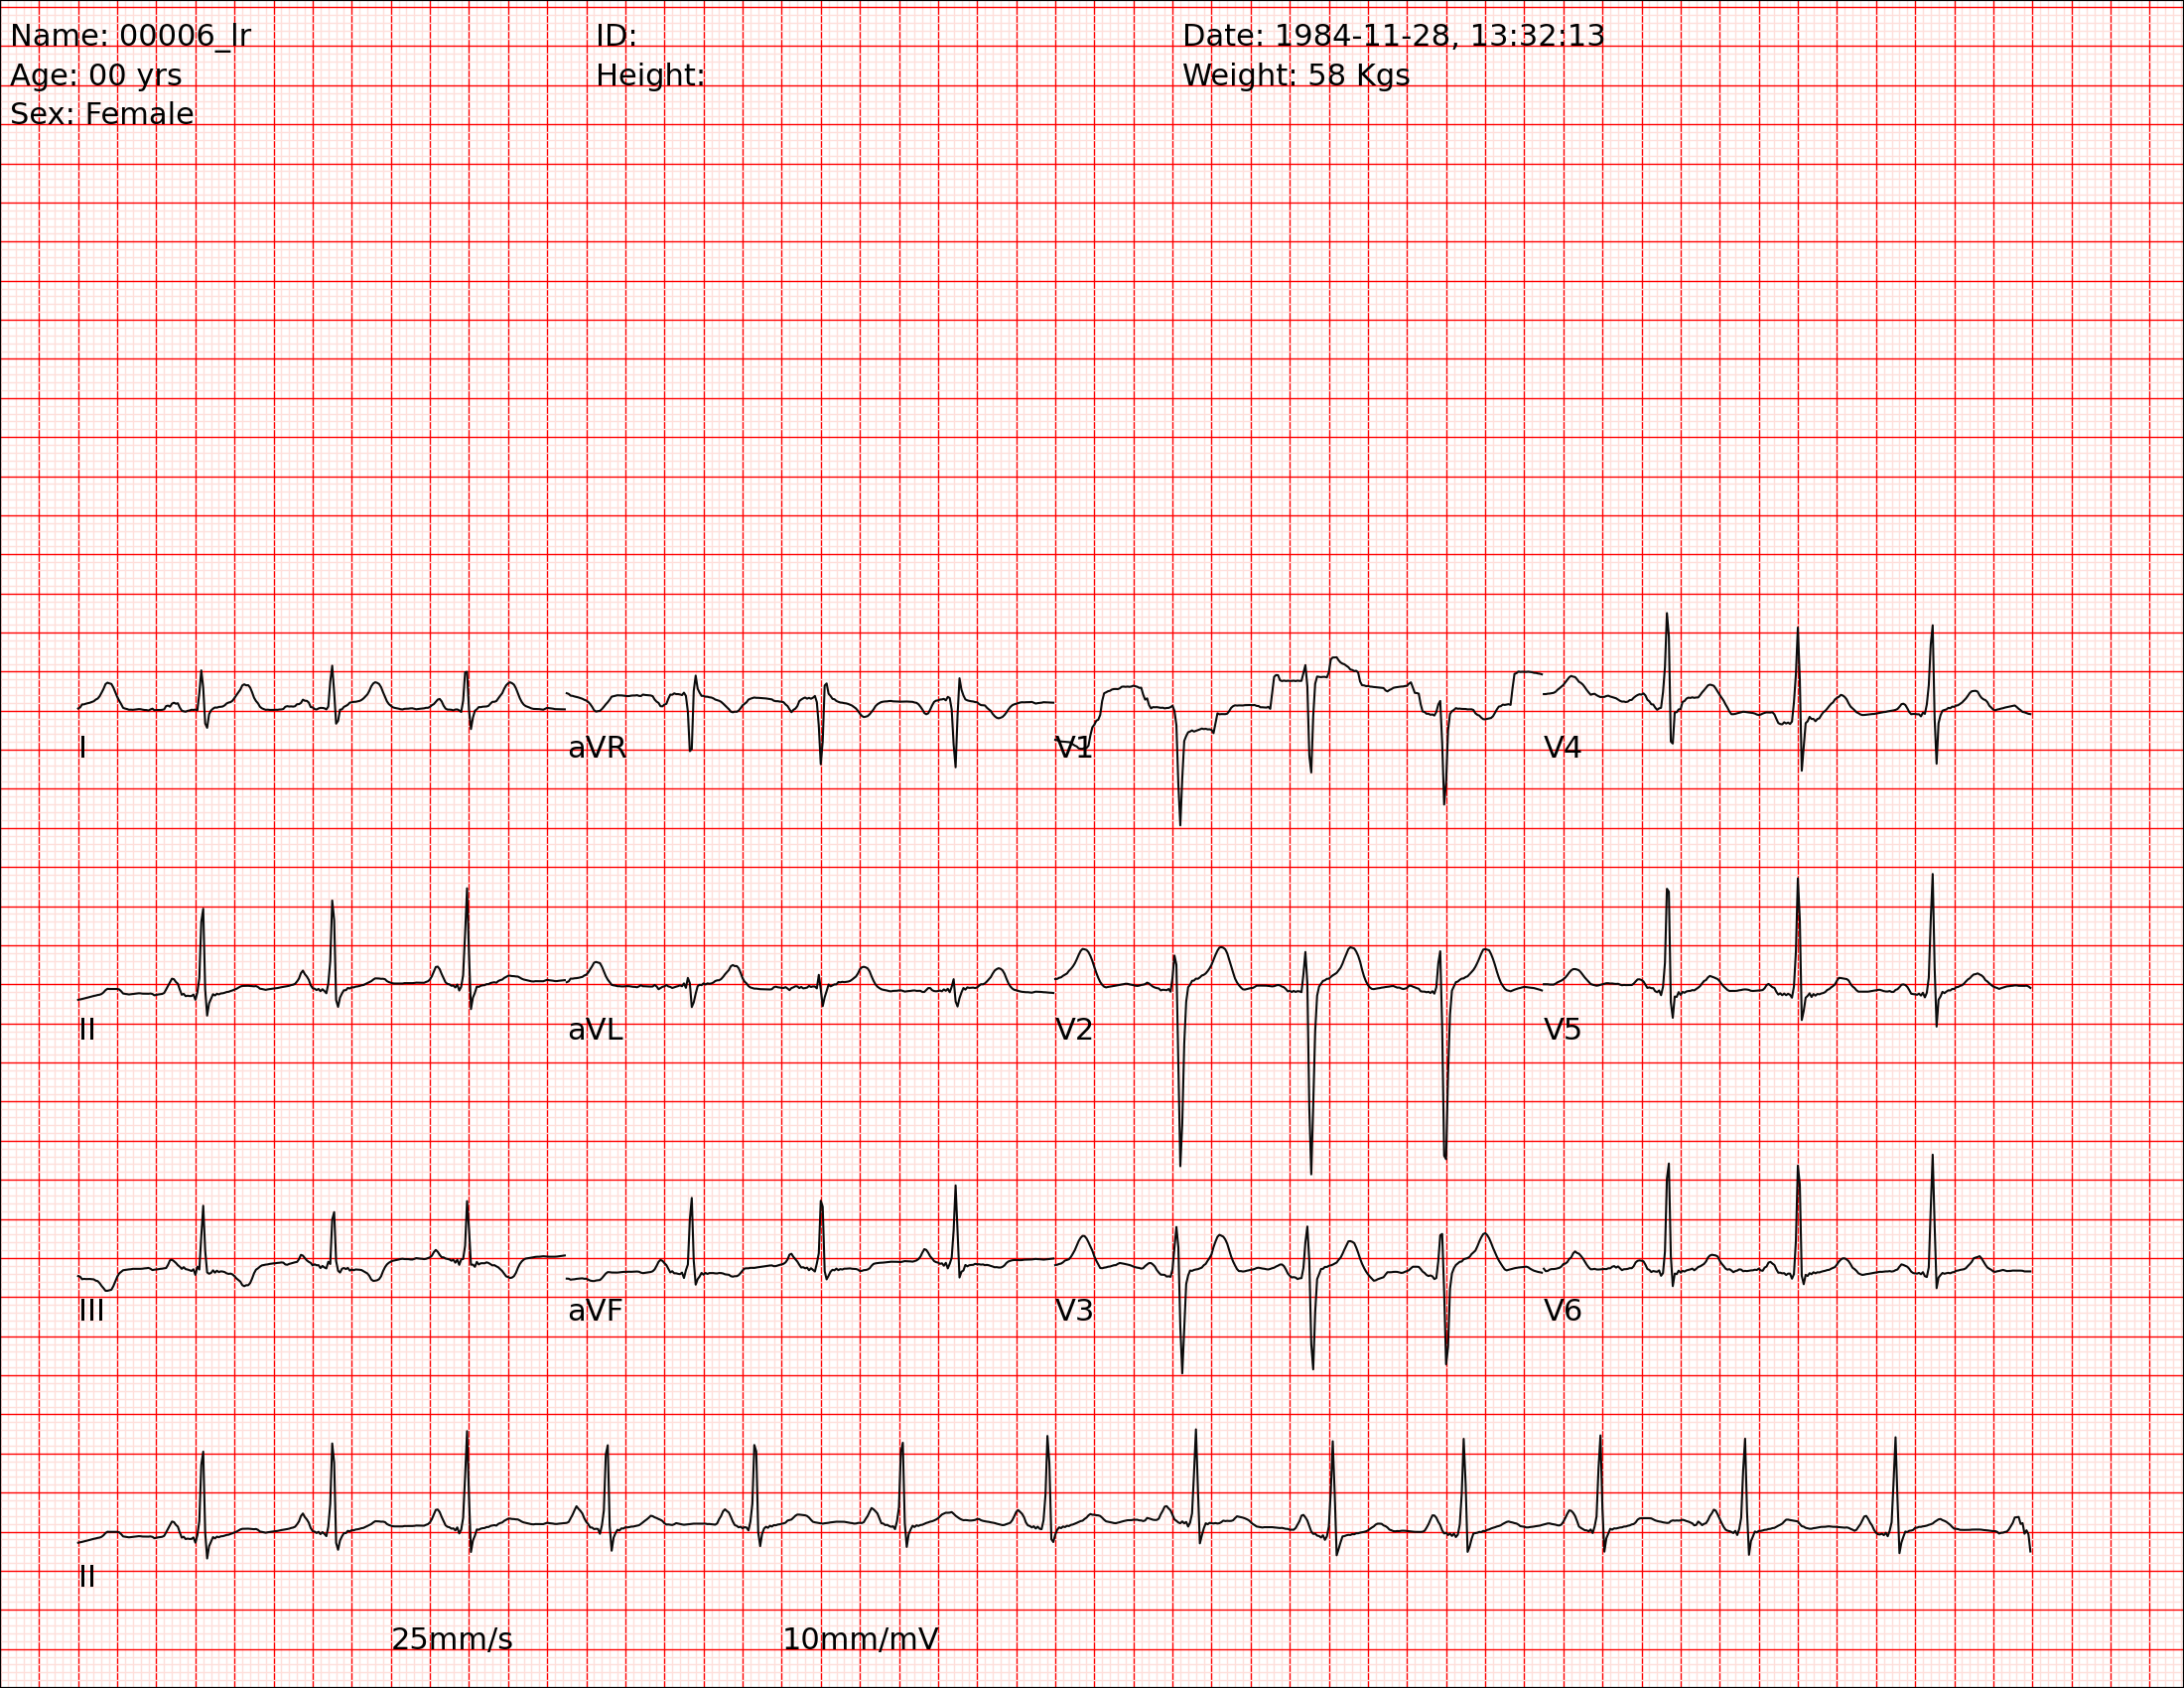 Name: 00006_lr
ID:
Date: 1984-11-28, 13:32:13
Age: 00 yrs
Height:
Weight: 58 Kgs
Sex: Female
I
aVR
V1
V4
II
aVL
V2
V5
III
aVF
V3
V6
II
25mm/s
10mm/mV